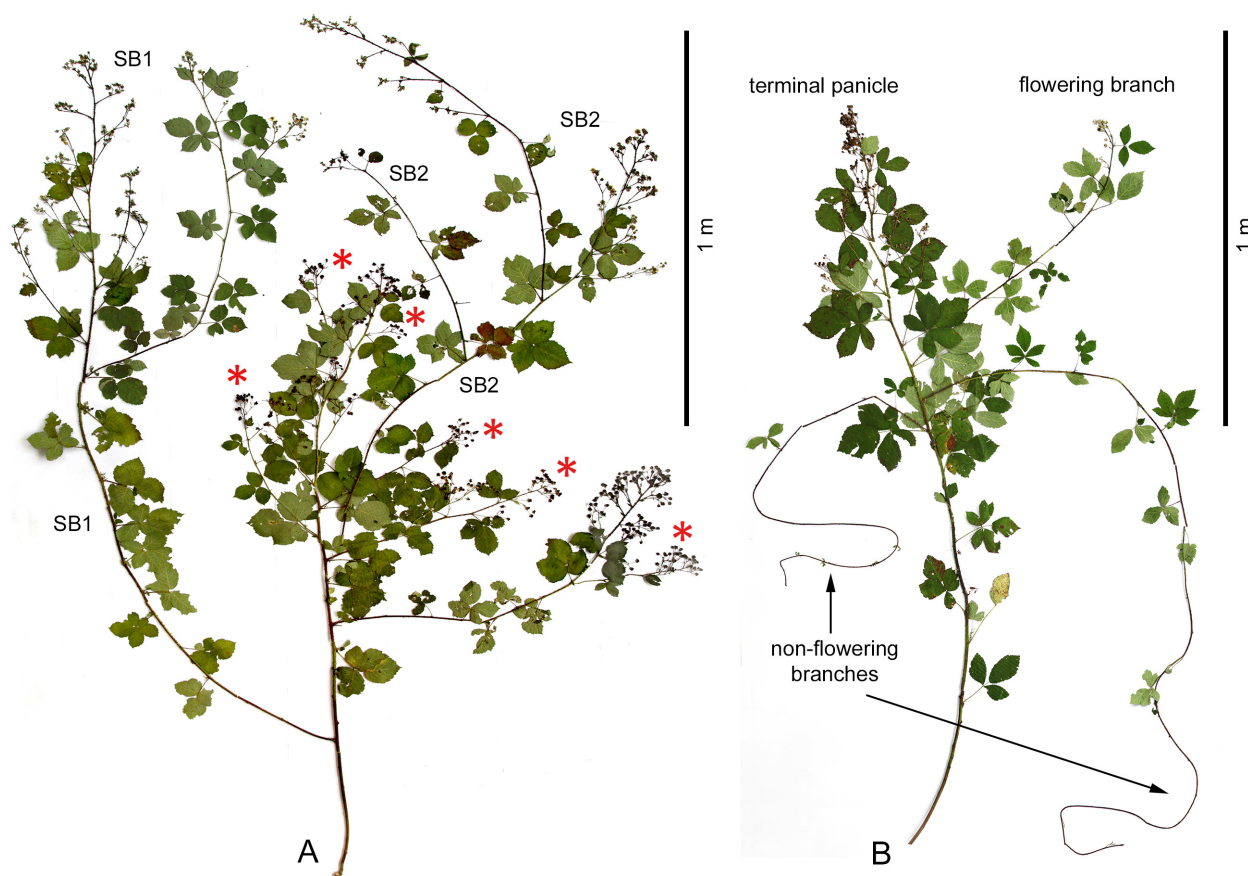 SB1
SB2
SB2
SB2
SB1
*
*
*
*
*
*
1 m
A
terminal panicle
flowering branch
non-flowering
branches
1 m
B